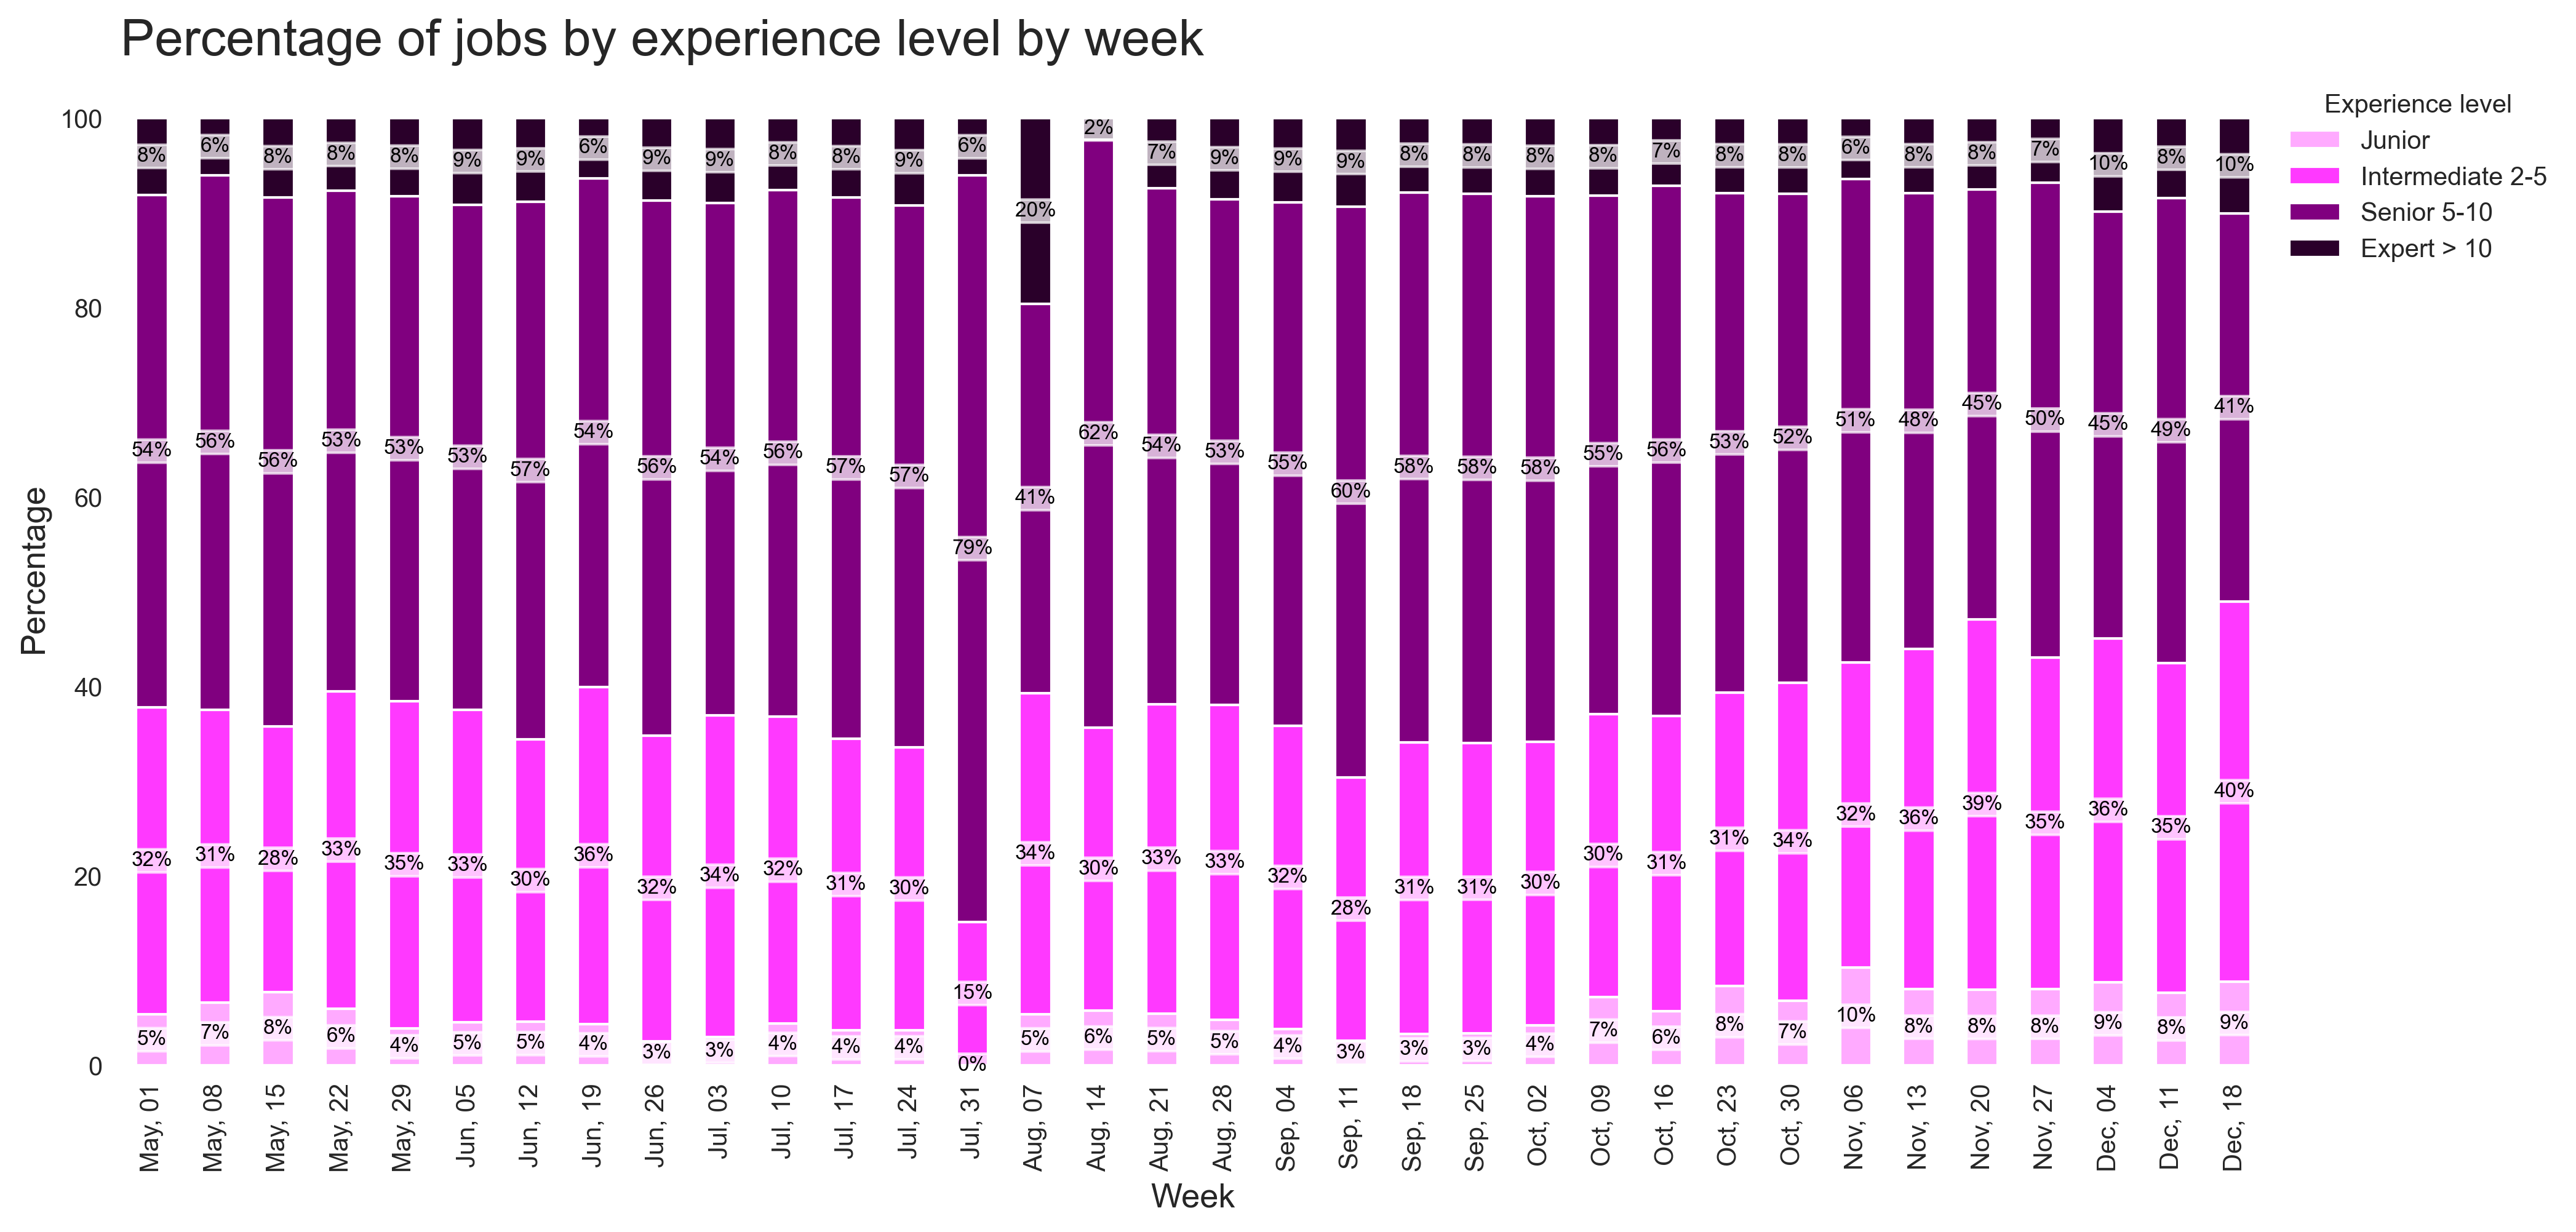 Percentage of jobs by experience level by week
Experience level
Junior
Intermediate 2-5
Senior 5-10
Expert > 10
Percentage
100
80
60
40
20
0
8% 6% 8% 8% 8% 9% 9% 6% 9% 9% 8% 8% 9% 6% 20% 2% 7% 9% 9% 9% 8% 8% 8% 8% 7% 8% 8% 6% 8% 8% 7% 10% 8% 10%
54% 56% 56% 53% 53% 53% 57% 54% 56% 54% 56% 57% 57% 79% 41% 62% 54% 53% 55% 60% 58% 58% 58% 55% 56% 53% 52% 51% 48% 45% 50% 45% 49% 41%
32% 31% 28% 33% 35% 33% 30% 36% 32% 34% 32% 31% 30% 15% 34% 30% 33% 33% 32% 28% 31% 31% 30% 30% 31% 31% 34% 32% 36% 39% 35% 36% 35% 40%
5% 7% 8% 6% 4% 5% 5% 4% 3% 3% 4% 4% 4% 0% 5% 6% 5% 5% 4% 3% 3% 3% 4% 7% 6% 8% 7% 10% 8% 8% 8% 9% 8% 9%
May, 01
May, 08
May, 15
May, 22
May, 29
Jun, 05
Jun, 12
Jun, 19
Jun, 26
Jul, 03
Jul, 10
Jul, 17
Jul, 24
Jul, 31
Aug, 07
Aug, 14
Aug, 21
Aug, 28
Sep, 04
Sep, 11
Sep, 18
Sep, 25
Oct, 02
Oct, 09
Oct, 16
Oct, 23
Oct, 30
Nov, 06
Nov, 13
Nov, 20
Nov, 27
Dec, 04
Dec, 11
Dec, 18
Week